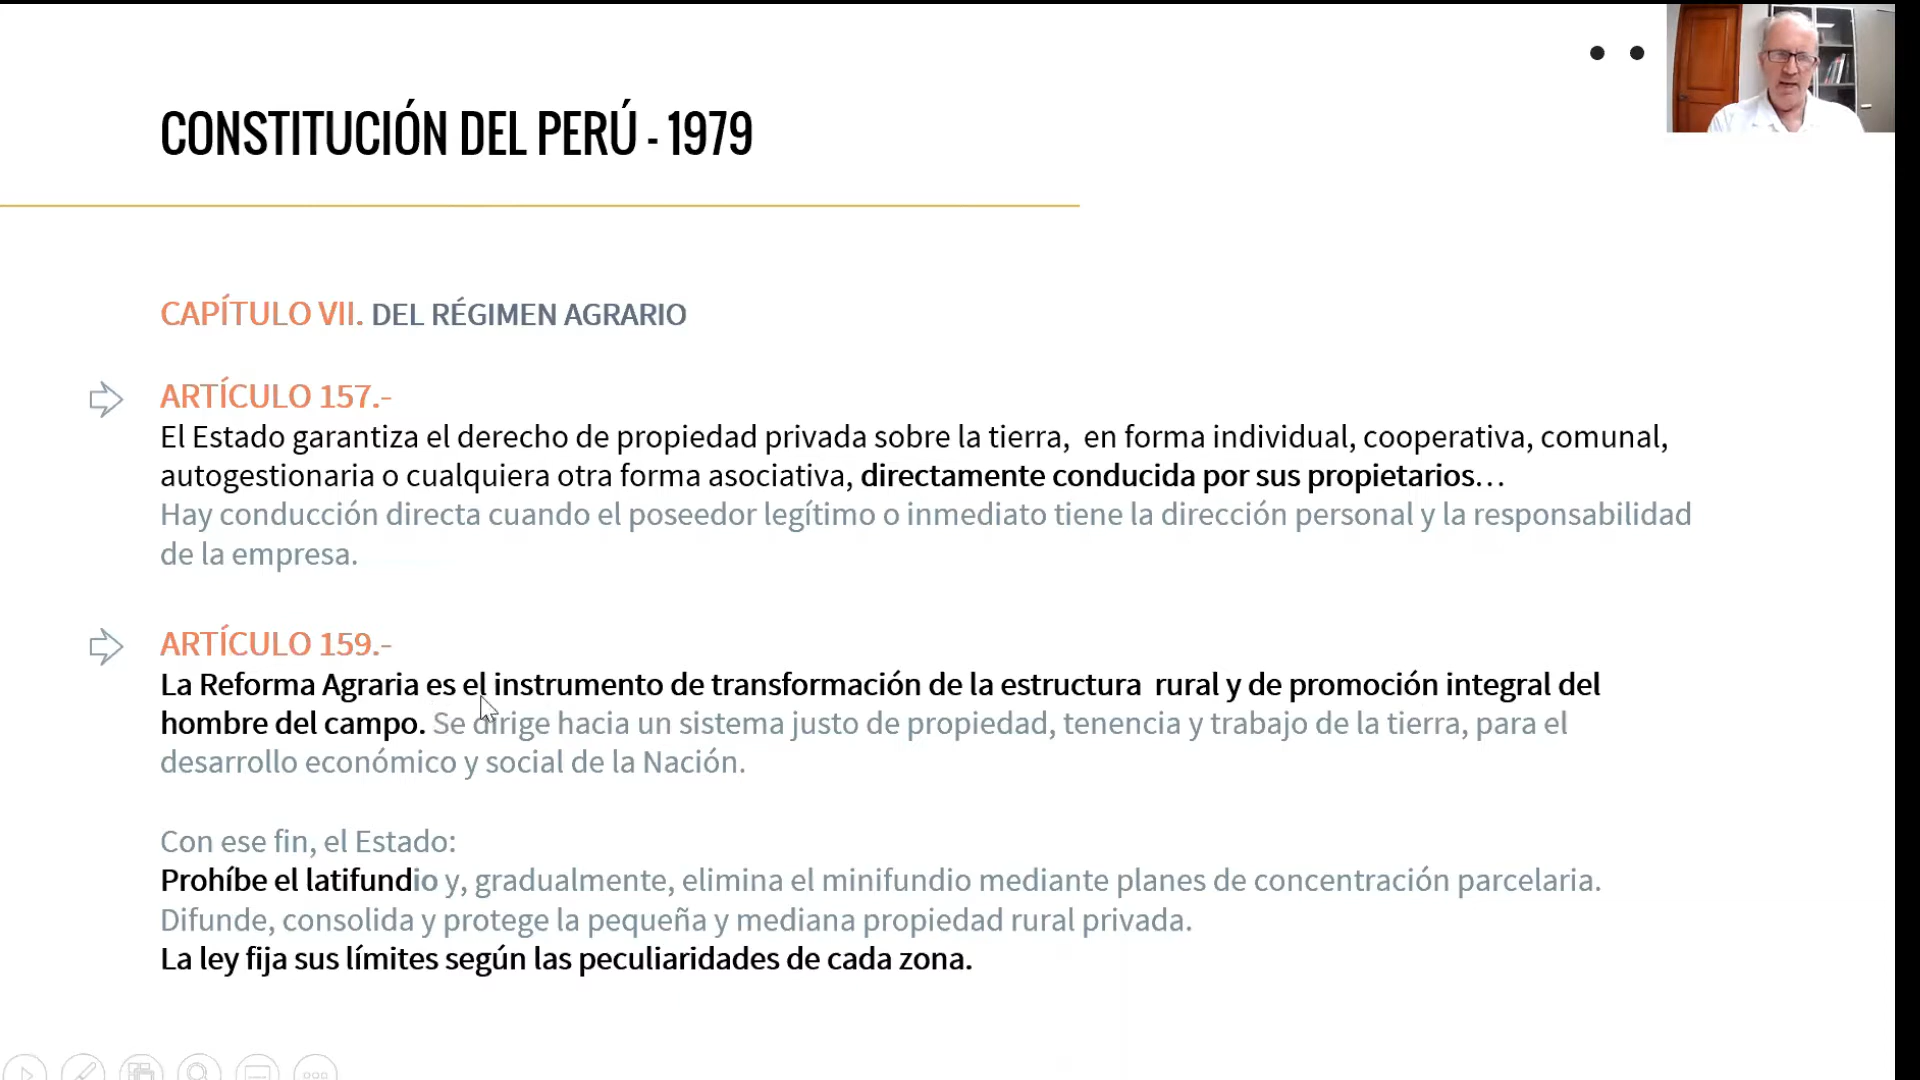 CONSTITUCIÓN DEL PERÚ - 1979
CAPÍTULO VII. DEL RÉGIMEN AGRARIO
ARTÍCULO 157.-
El Estado garantiza el derecho de propiedad privada sobre la tierra, en forma individual, cooperativa, comunal,
autogestionaria o cualquiera otra forma asociativa, directamente conducida por sus propietarios…
Hay conducción directa cuando el poseedor legítimo o inmediato tiene la dirección personal y la responsabilidad
de la empresa.
ARTÍCULO 159.-
La Reforma Agraria es el instrumento de transformación de la estructura rural y de promoción integral del
hombre del campo. Se dirige hacia un sistema justo de propiedad, tenencia y trabajo de la tierra, para el
desarrollo económico y social de la Nación.
Con ese fin, el Estado:
Prohíbe el latifundio y, gradualmente, elimina el minifundio mediante planes de concentración parcelaria.
Difunde, consolida y protege la pequeña y mediana propiedad rural privada.
La ley fija sus límites según las peculiaridades de cada zona.